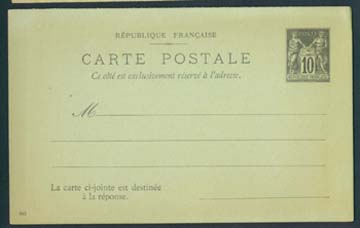 RÉPUBLIQUE FRANÇAISE
CARTE POSTALE
Ce côté est exclusivement réservé à l'adresse.
POSTES
10
M
La carte ci-jointe est destinée
à la réponse.